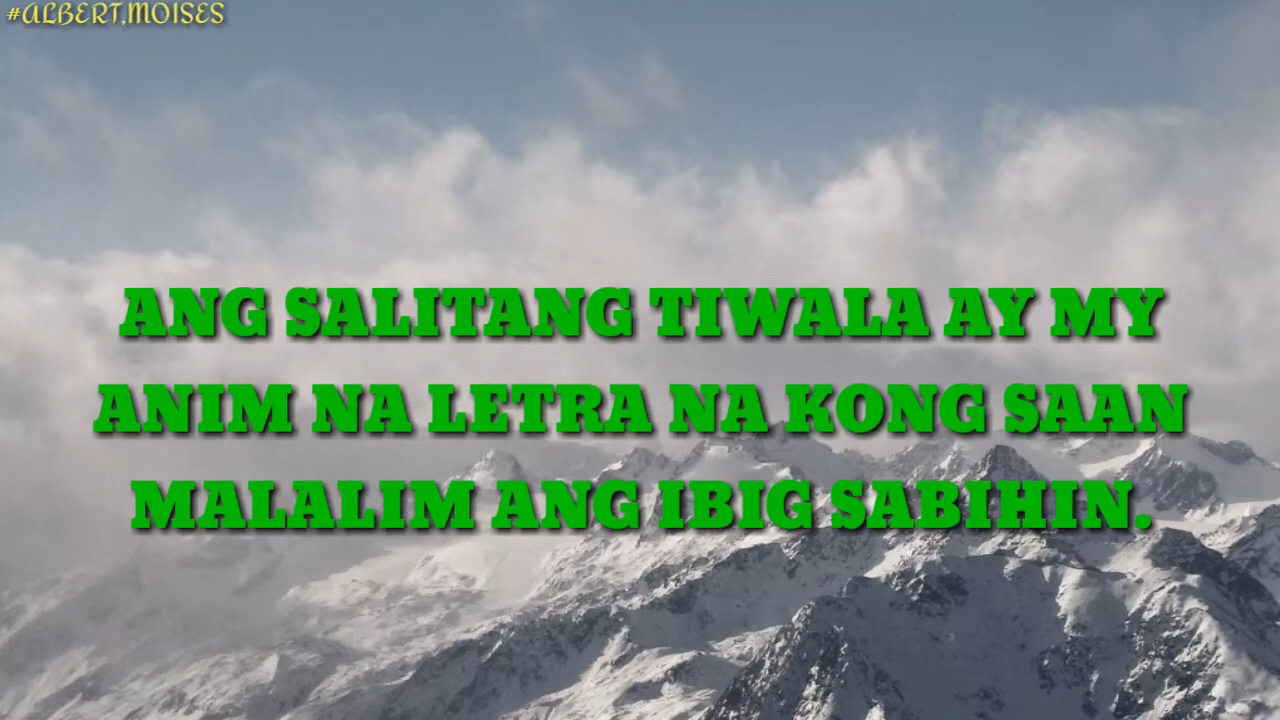 #ALBERT.MOISES
ANG SALITANG TIWALA AY MY
ANIM NA LETRA NA KONG SAAN
MALALIM ANG IBIG SABIHIN.